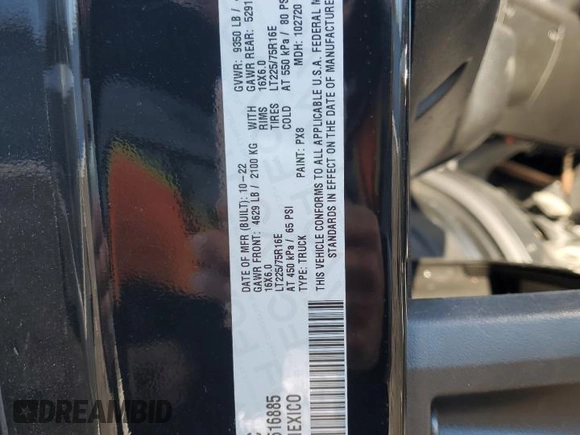 DATE OF MFR (BUILT): 10-22 GVWR: 9350 LB /
GAWR FRONT: 4629 LB / 2100 KG WITH GAWR REAR: 5291
16X6.0 RIMS 16X6.0
LT225/75R16E TIRES LT225/75R16E
AT 450 kPa / 65 PSI COLD AT 550 kPa / 80 PS
TYPE: TRUCK PAINT: PX8 MDH: 102720
THIS VEHICLE CONFORMS TO ALL APPLICABLE U.S.A. FEDERAL M
STANDARDS IN EFFECT ON THE DATE OF MANUFACTURE
516885
MEXICO
DREAMBID